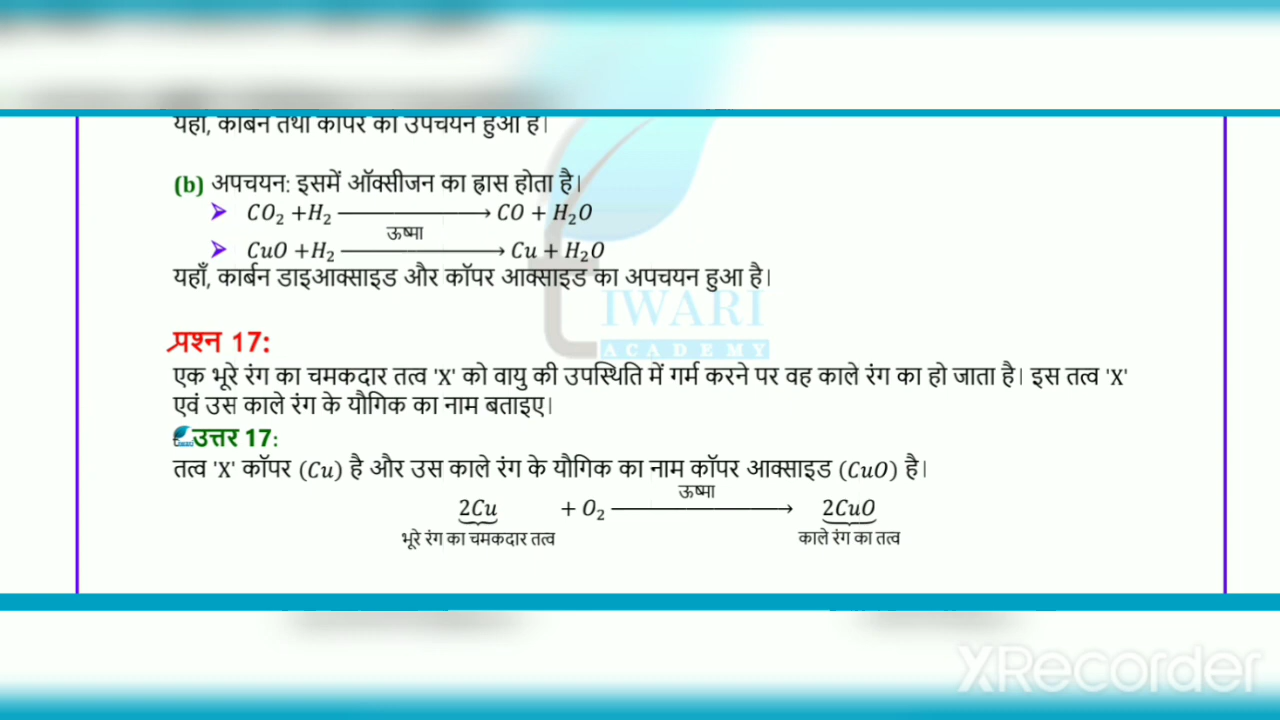 यहाँ, कार्बन तथा कॉपर का उपचयन हुआ है।
(b) अपचयन: इसमें ऑक्सीजन का ह्रास होता है।
➢ CO₂ +H₂ ⟶ CO + H₂O
ऊष्मा
➢ CuO +H₂ ⟶ Cu + H₂O
यहाँ, कार्बन डाइआक्साइड और कॉपर आक्साइड का अपचयन हुआ है।
TIWARI
ACADEMY
प्रश्न 17:
एक भूरे रंग का चमकदार तत्व 'X' को वायु की उपस्थिति में गर्म करने पर वह काले रंग का हो जाता है। इस तत्व 'X'
एवं उस काले रंग के यौगिक का नाम बताइए।
उत्तर 17:
तत्व 'X' कॉपर (Cu) है और उस काले रंग के यौगिक का नाम कॉपर आक्साइड (CuO) है।
ऊष्मा
2Cu + O₂ ⟶ 2CuO
भूरे रंग का चमकदार तत्व काले रंग का तत्व
XRecorder